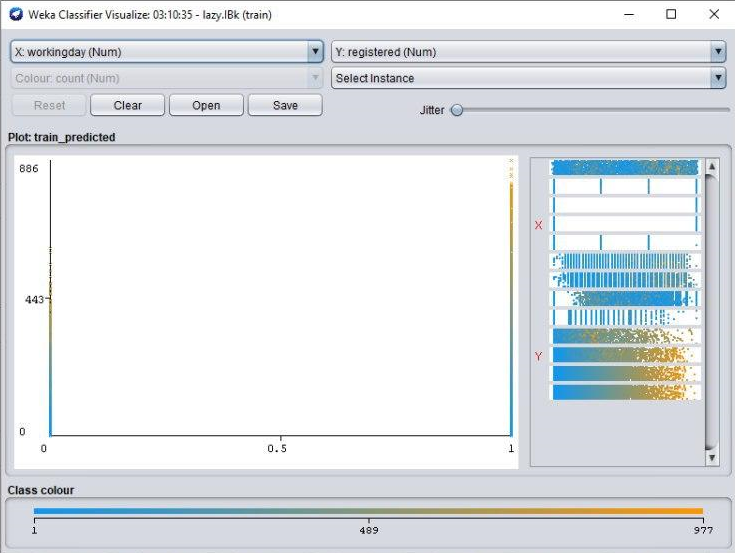 Weka Classifier Visualize: 03:10:35 - lazy.IBk (train)
X: workingday (Num)
Y: registered (Num)
Colour: count (Num)
Select Instance
Reset
Clear
Open
Save
Jitter
Plot: train_predicted
886
443
0
0
0.5
1
X
Y
Class colour
1
489
977